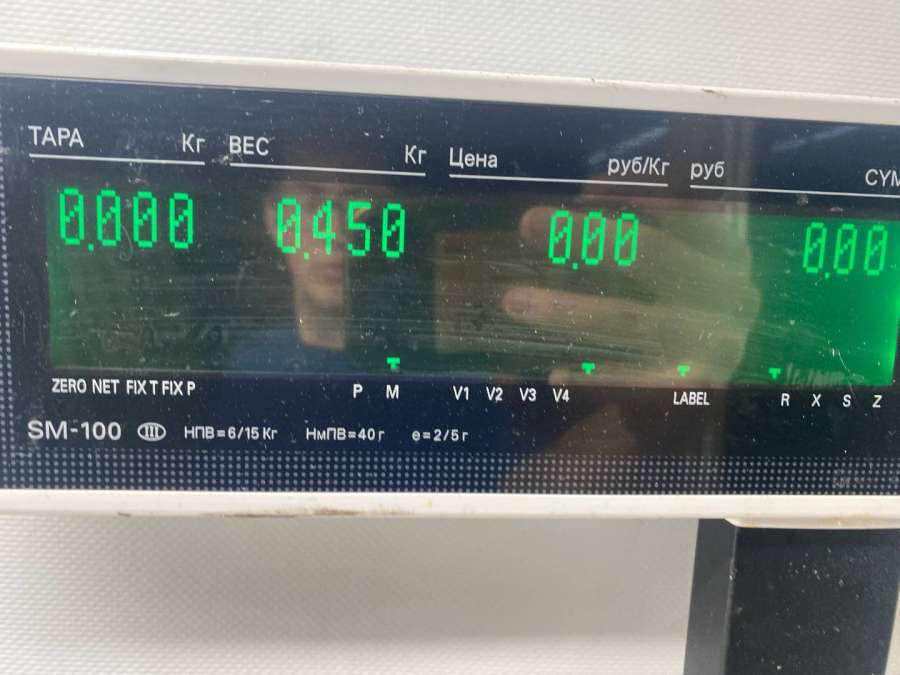 ТАРА Кг ВЕС Кг Цена руб/Кг руб
0.000 0.450 0.00 0.00
ZERO NET FIX T FIX P P M V1 V2 V3 V4 LABEL R X S Z
SM-100 III НПВ=6/15 Кг НмПВ=40 г е=2/5 г